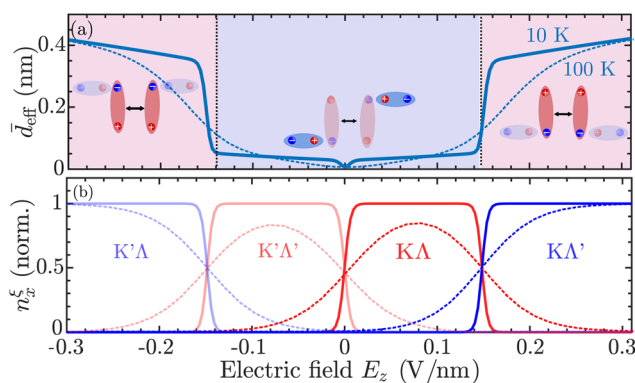 (a)
10 K
100 K
0.4
0.2
0
d̄eff (nm)
(b)
1
0.5
0
nxξ (norm.)
K'Λ
K'Λ'
KΛ
KΛ'
-0.3 -0.2 -0.1 0 0.1 0.2 0.3
Electric field Ez (V/nm)